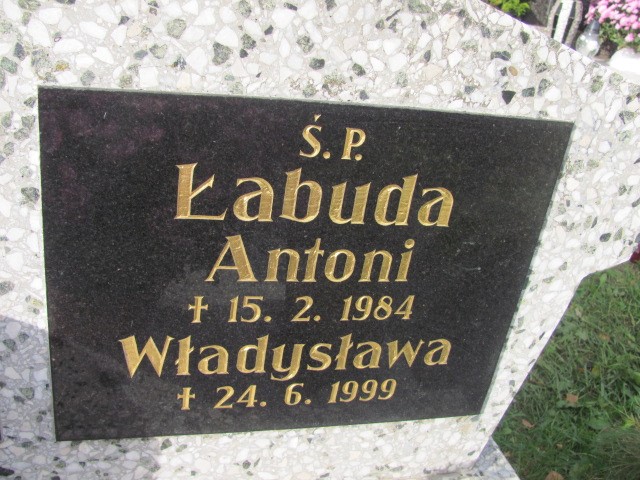 Ś. P.
Łabuda
Antoni
✝ 15. 2. 1984
Władysława
✝ 24. 6. 1999